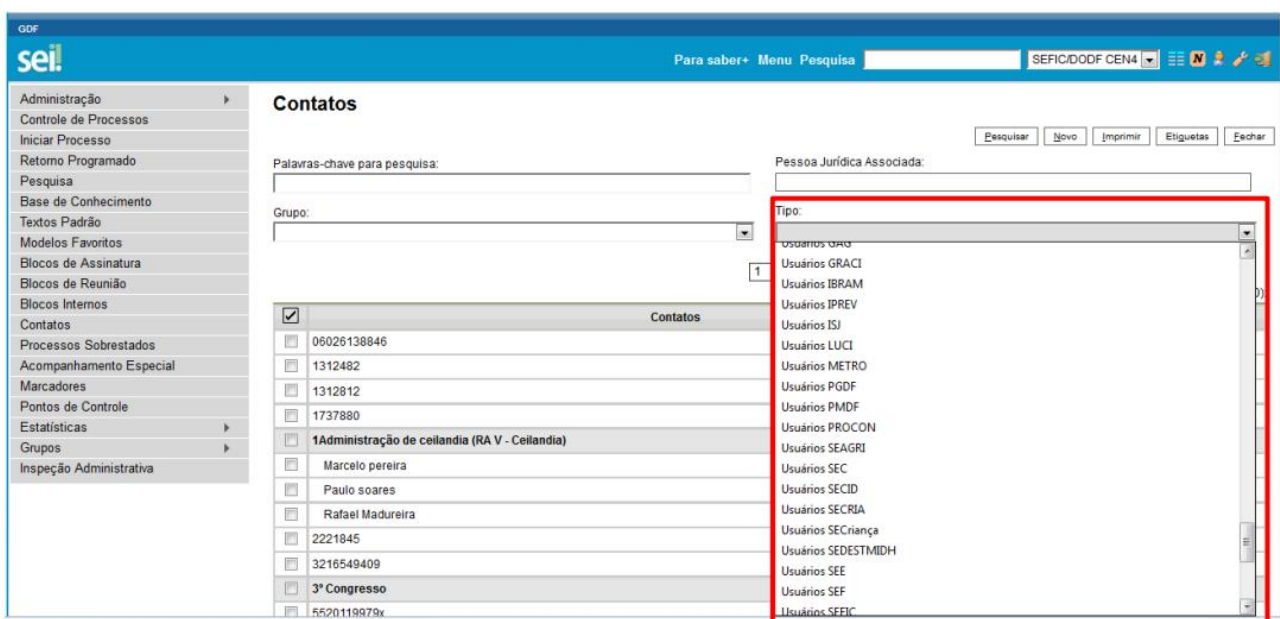 GDF
sei!
Para saber+ Menu Pesquisa
SEFIC/DODF CEN4
N
Administração
Controle de Processos
Iniciar Processo
Retorno Programado
Pesquisa
Base de Conhecimento
Textos Padrão
Modelos Favoritos
Blocos de Assinatura
Blocos de Reunião
Blocos Internos
Contatos
Processos Sobrestados
Acompanhamento Especial
Marcadores
Pontos de Controle
Estatísticas
Grupos
Inspeção Administrativa
Contatos
Pesquisar Novo Imprimir Etiquetas Fechar
Palavras-chave para pesquisa:
Pessoa Jurídica Associada:
Grupo:
Tipo:
1
Contatos
06026138846
1312482
1312812
1737880
1Administração de ceilandia (RA V - Ceilandia)
Marcelo pereira
Paulo soares
Rafael Madureira
2221845
3216549409
3º Congresso
5520119979x
Usuários GAG
Usuários GRACI
Usuários IBRAM
Usuários IPREV
Usuários ISJ
Usuários LUCI
Usuários METRO
Usuários PGDF
Usuários PMDF
Usuários PROCON
Usuários SEAGRI
Usuários SEC
Usuários SECID
Usuários SECRIA
Usuários SECriança
Usuários SEDESTMIDH
Usuários SEE
Usuários SEF
Usuários SEFIC